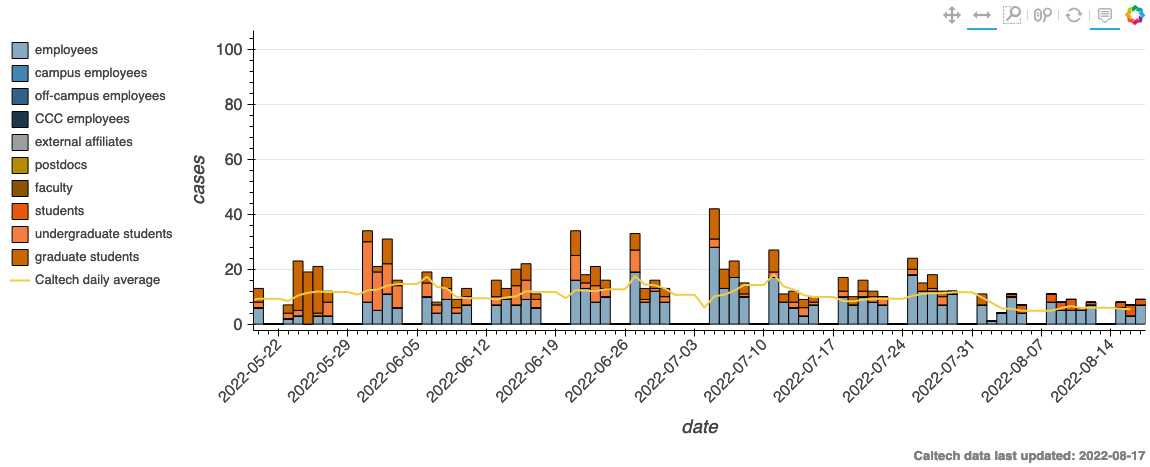 employees
campus employees
off-campus employees
CCC employees
external affiliates
postdocs
faculty
students
undergraduate students
graduate students
Caltech daily average
cases
100
80
60
40
20
0
2022-05-22
2022-05-29
2022-06-05
2022-06-12
2022-06-19
2022-06-26
2022-07-03
2022-07-10
2022-07-17
2022-07-24
2022-07-31
2022-08-07
2022-08-14
date
Caltech data last updated: 2022-08-17